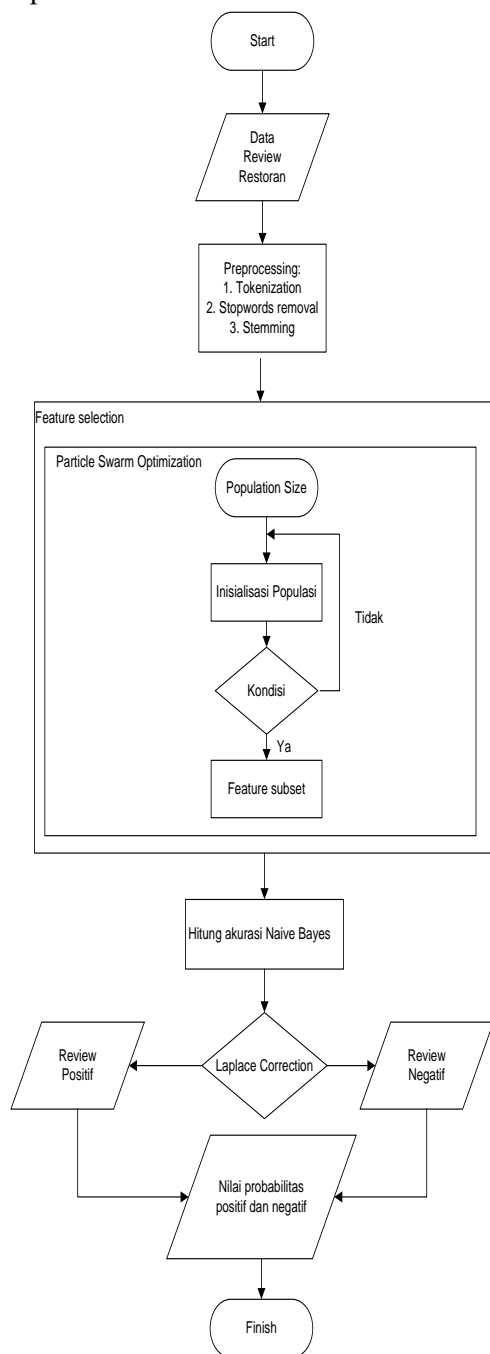 Start
Data
Review
Restoran
Preprocessing:
1. Tokenization
2. Stopwords removal
3. Stemming
Feature selection
Particle Swarm Optimization
Population Size
Inisialisasi Populasi
Tidak
Kondisi
Ya
Feature subset
Hitung akurasi Naive Bayes
Review
Positif
Laplace Correction
Review
Negatif
Nilai probabilitas
positif dan negatif
Finish